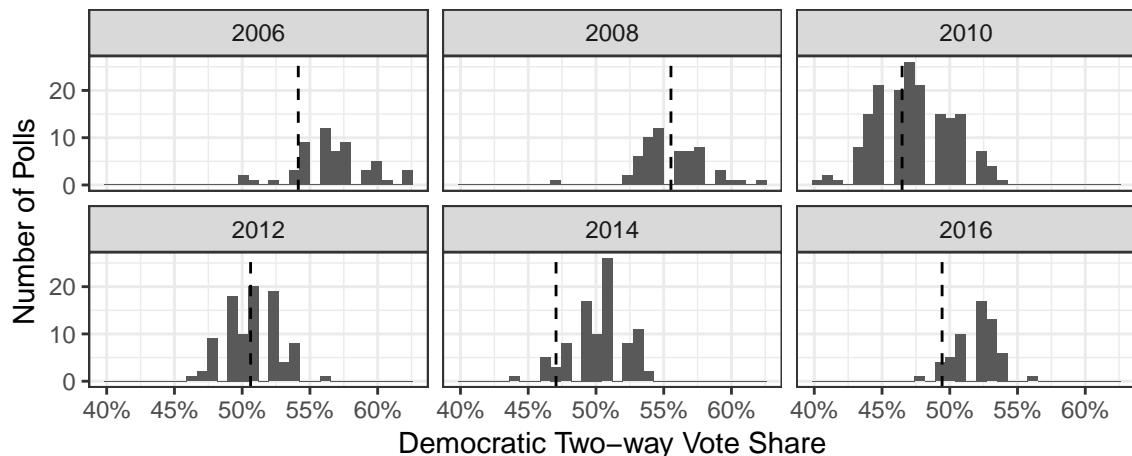 2006 2008 2010
20
10
0
2012 2014 2016
20
10
0
40% 45% 50% 55% 60% 40% 45% 50% 55% 60% 40% 45% 50% 55% 60%
Democratic Two−way Vote Share
Number of Polls